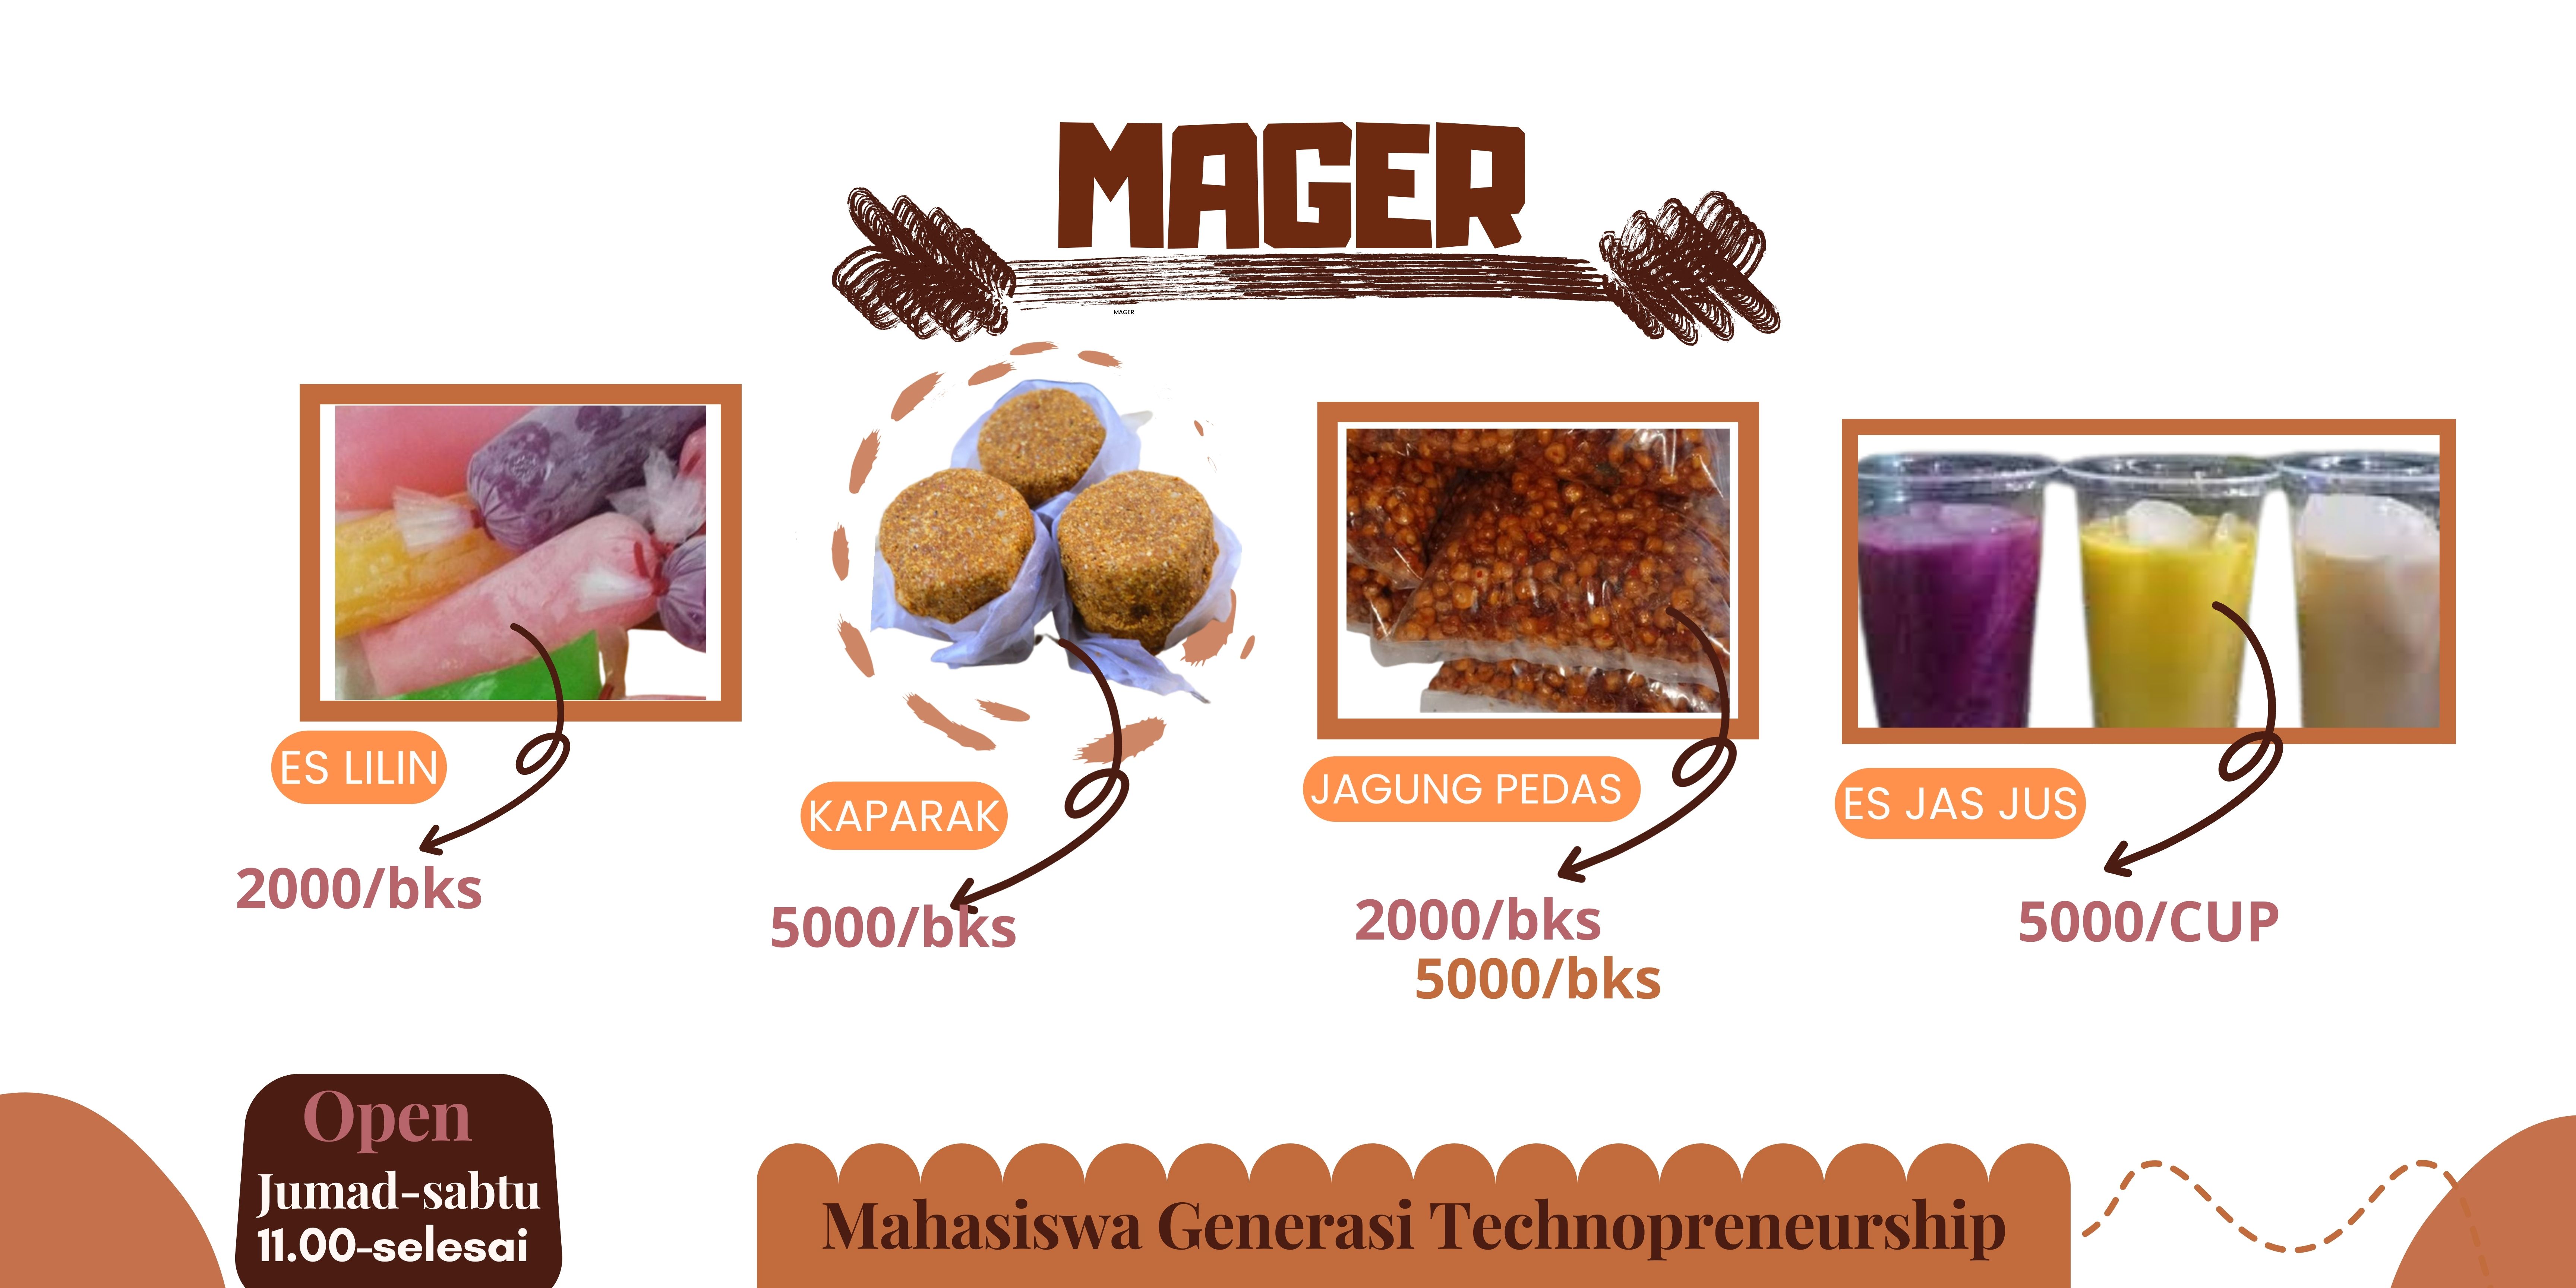 MAGER
MAGER
ES LILIN
2000/bks
KAPARAK
5000/bks
JAGUNG PEDAS
2000/bks
5000/bks
ES JAS JUS
5000/CUP
Open
Jumad-sabtu
11.00-selesai
Mahasiswa Generasi Technopreneurship